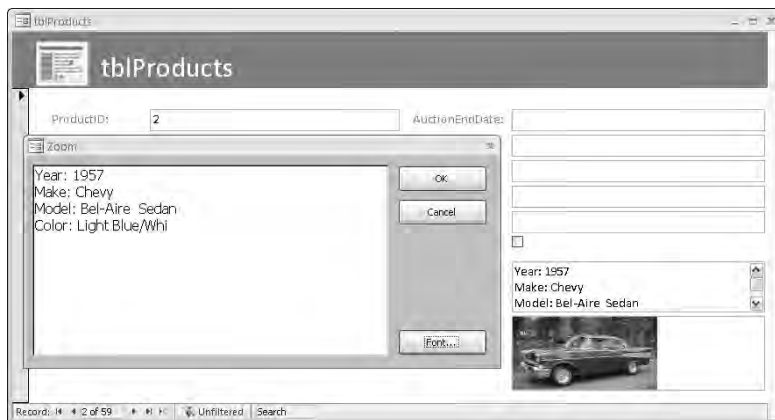 tblProducts
tblProducts
ProductID: 2 AuctionEndDate:
Zoom
Year: 1957
Make: Chevy
Model: Bel-Aire Sedan
Color: Light Blue/Whi
OK
Cancel
Font...
Year: 1957
Make: Chevy
Model: Bel-Aire Sedan
Record: 2 of 59 Unfiltered Search